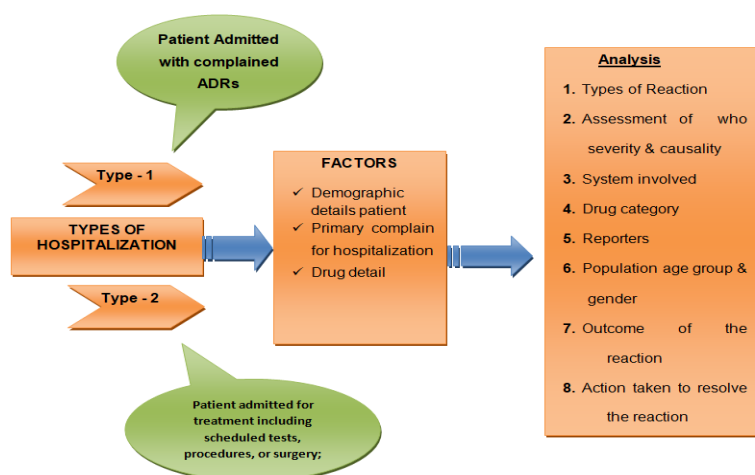 Patient Admitted
with complained
ADRs
Type - 1
TYPES OF
HOSPITALIZATION
Type - 2
Patient admitted for
treatment including
scheduled tests,
procedures, or surgery;
FACTORS
✓ Demographic
details patient
✓ Primary complain
for hospitalization
✓ Drug detail
Analysis
1. Types of Reaction
2. Assessment of who
severity & causality
3. System involved
4. Drug category
5. Reporters
6. Population age group &
gender
7. Outcome of the
reaction
8. Action taken to resolve
the reaction